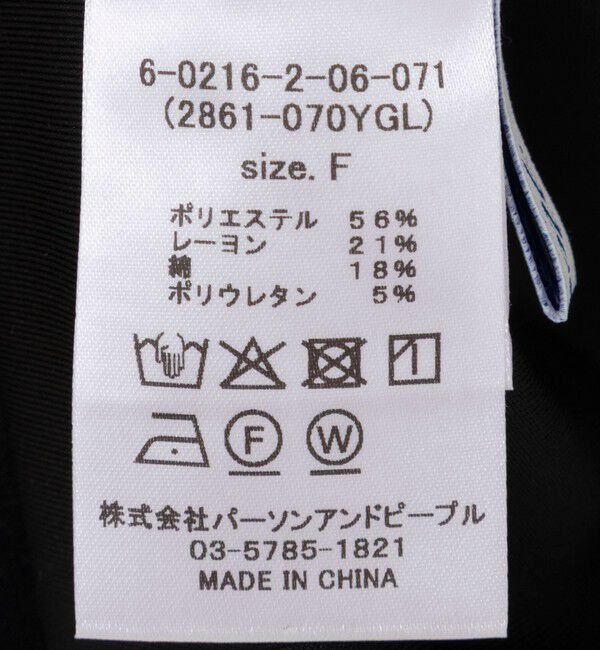 6-0216-2-06-071
(2861-070YGL)
size. F
ポリエステル 56%
レーヨン 21%
綿 18%
ポリウレタン 5%
F W
株式会社パーソンアンドピープル
03-5785-1821
MADE IN CHINA